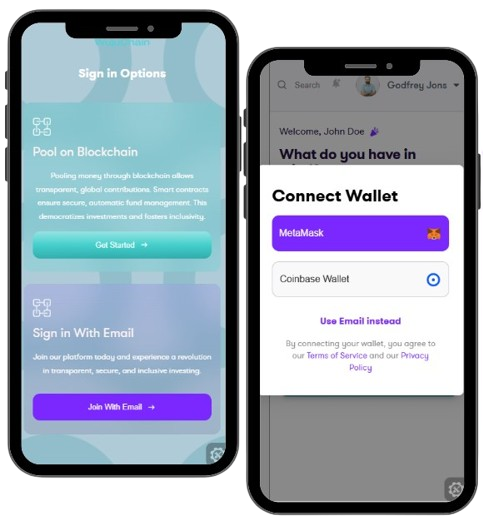 Sign in Options
Pool on Blockchain
Pooling money through blockchain allows
transparent, global contributions. Smart contracts
ensure secure, automatic fund management. This
democratizes investments and fosters inclusivity.
Get Started →
Sign in With Email
Join our platform today and experience a revolution
in transparent, secure, and inclusive investing.
Join With Email →
Search
Godfrey Jons
Welcome, John Doe
What do you have in
Connect Wallet
MetaMask
Coinbase Wallet
Use Email instead
By connecting your wallet, you agree to
our Terms of Service and our Privacy
Policy